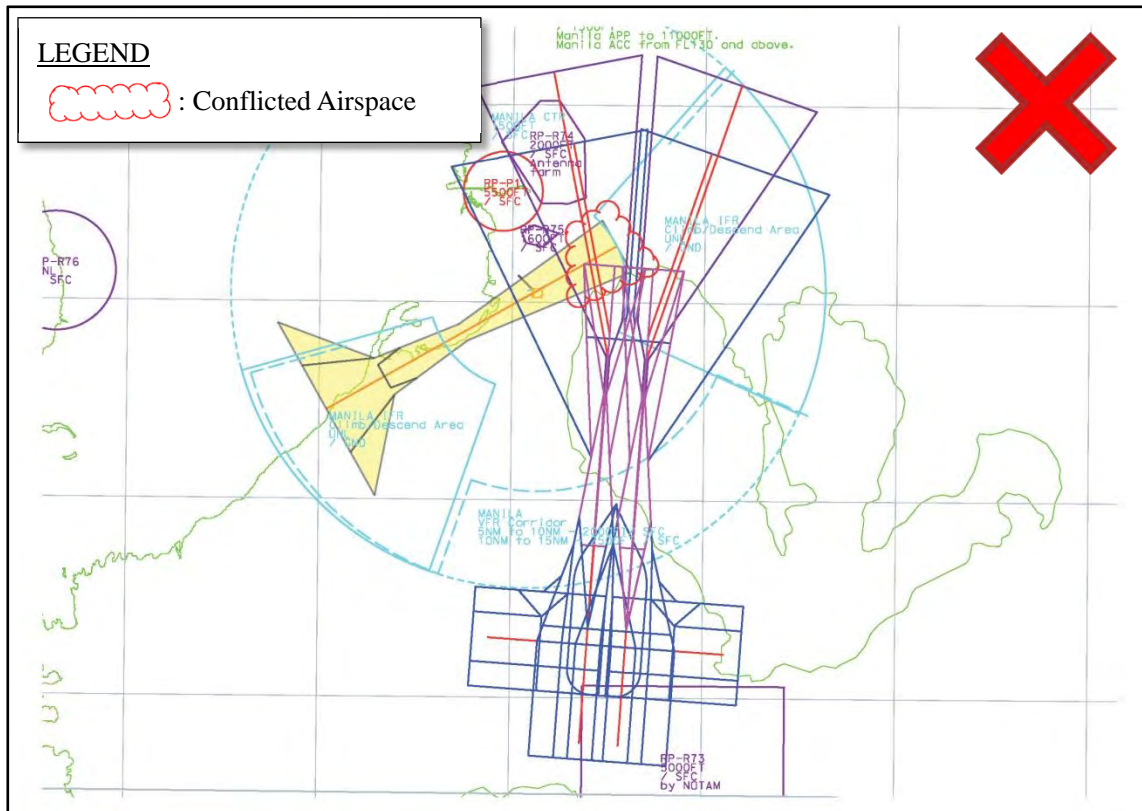 LEGEND
: Conflicted Airspace
Manila APP to 11000FT.
Manila ACC from FL130 and above.
MANILA CTR
/ SFC
RP-R74
2000FT
/ SFC
Antenna
farm
RP-P1
5500FT
/ SFC
RP-R75
/ SFC
MANILA IFR
Climb/Descend Area
UNL
/ GND
P-R76
NL
SFC
MANILA IFR
Climb/Descend Area
UNL
/ GND
MANILA
VFR Corridor
5NM to 10NM - 2000FT / SFC
10NM to 15NM / SFC
RP-R73
/ SFC
by NOTAM